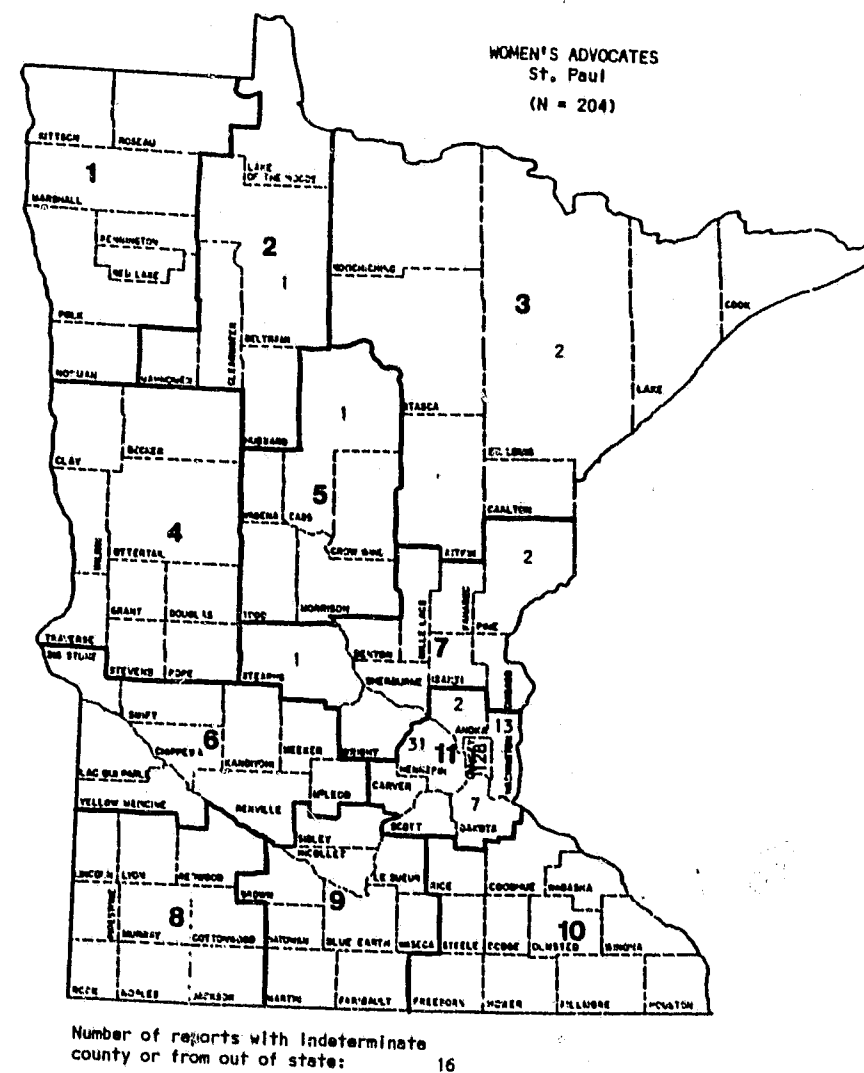 WOMEN'S ADVOCATES
St. Paul
(N = 204)
KITTSON
ROSEAU
LAKE
OF THE WOODS
1
MARSHALL
PENNINGTON
RED LAKE
2
1
KOOCHICHING
3
COOK
POLK
2
NORMAN
MAHNOMEN
CLEARWATER
BELTRAMI
LAKE
1
ITASCA
HUBBARD
ST. LOUIS
CLAY
BECKER
5
WADENA
CASS
CARLTON
4
WILKIN
OTTERTAIL
CROW WING
AITKIN
2
GRANT
DOUGLAS
TODD
MORRISON
MILLE LACS
KANABEC
PINE
TRAVERSE
BIG STONE
STEVENS
POPE
STEARNS
1
BENTON
7
ISANTI
SHERBURNE
CHISAGO
2
SWIFT
6
CHIPPEWA
KANDIYOHI
MEEKER
WRIGHT
31
11
ANOKA
13
HENNEPIN
RAMSEY
128
WASHINGTON
LAC QUI PARLE
MCLEOD
CARVER
7
YELLOW MEDICINE
RENVILLE
SCOTT
DAKOTA
SIBLEY
NICOLLET
LINCOLN
LYON
REDWOOD
LE SUEUR
RICE
GOODHUE
WABASHA
BROWN
9
PIPESTONE
8
MURRAY
COTTONWOOD
WATONWAN
BLUE EARTH
WASECA
STEELE
DODGE
OLMSTED
10
WINONA
ROCK
NOBLES
JACKSON
MARTIN
FARIBAULT
FREEBORN
MOWER
FILLMORE
HOUSTON
Number of reports with indeterminate
county or from out of state: 16